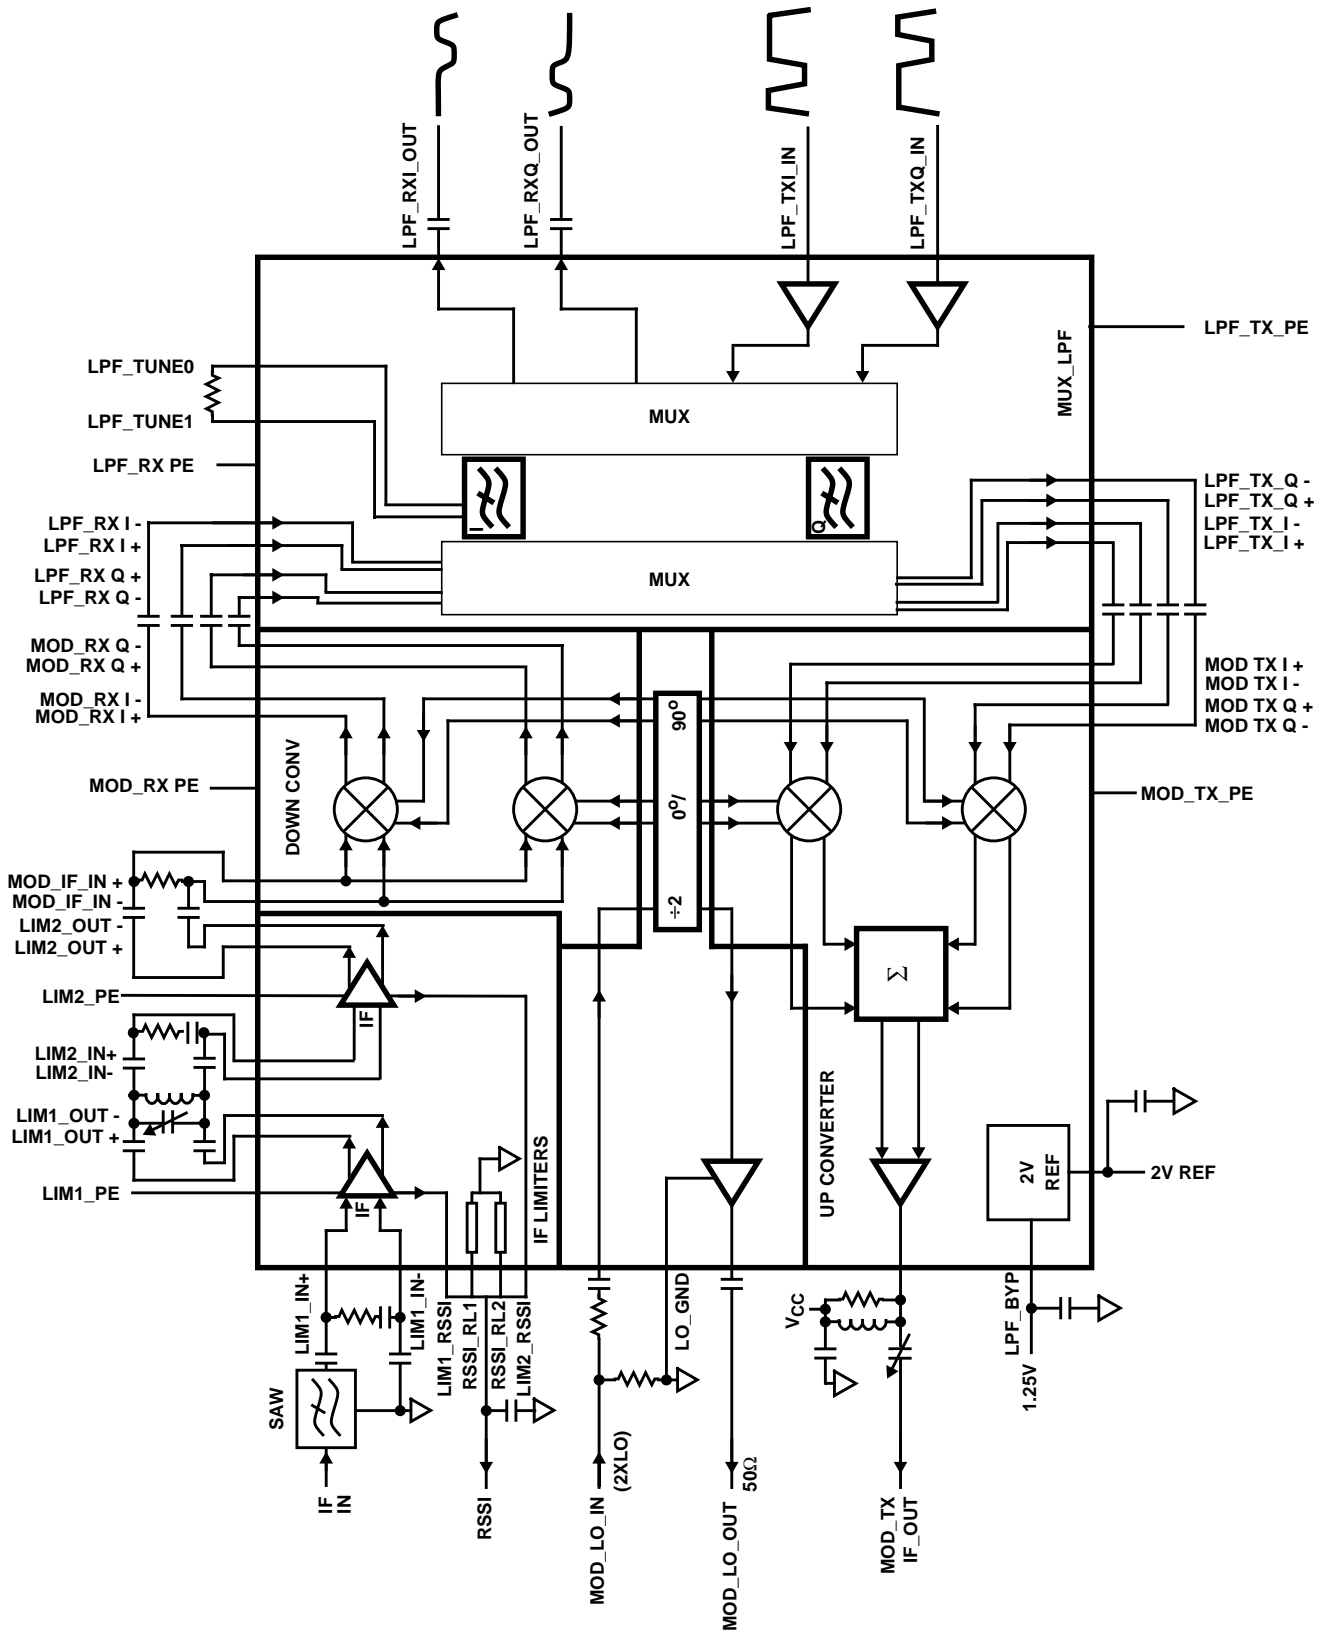 LPF_RXI_OUT
LPF_RXQ_OUT
LPF_TXI_IN
LPF_TXQ_IN
LPF_TUNE0
LPF_TUNE1
LPF_RX PE
LPF_RX I -
LPF_RX I +
LPF_RX Q +
LPF_RX Q -
MOD_RX Q -
MOD_RX Q +
MOD_RX I -
MOD_RX I +
MOD_RX PE
MOD_IF_IN +
MOD_IF_IN -
LIM2_OUT -
LIM2_OUT +
LIM2_PE
LIM2_IN+
LIM2_IN-
LIM1_OUT -
LIM1_OUT +
LIM1_PE
MUX
I
Q
MUX
MUX_LPF
DOWN CONV
0º/ 90º
÷2
Σ
IF
IF
IF LIMITERS
UP CONVERTER
2V
REF
LPF_TX_PE
LPF_TX_Q -
LPF_TX_Q +
LPF_TX_I -
LPF_TX_I +
MOD TX I +
MOD TX I -
MOD TX Q +
MOD TX Q -
MOD_TX_PE
2V REF
LIM1_IN+
LIM1_IN-
LIM1_RSSI
RSSI_RL1
RSSI_RL2
LIM2_RSSI
LO_GND
VCC
LPF_BYP
1.25V
SAW
IF
IN
RSSI
MOD_LO_IN
(2XLO)
MOD_LO_OUT
50Ω
MOD_TX
IF_OUT